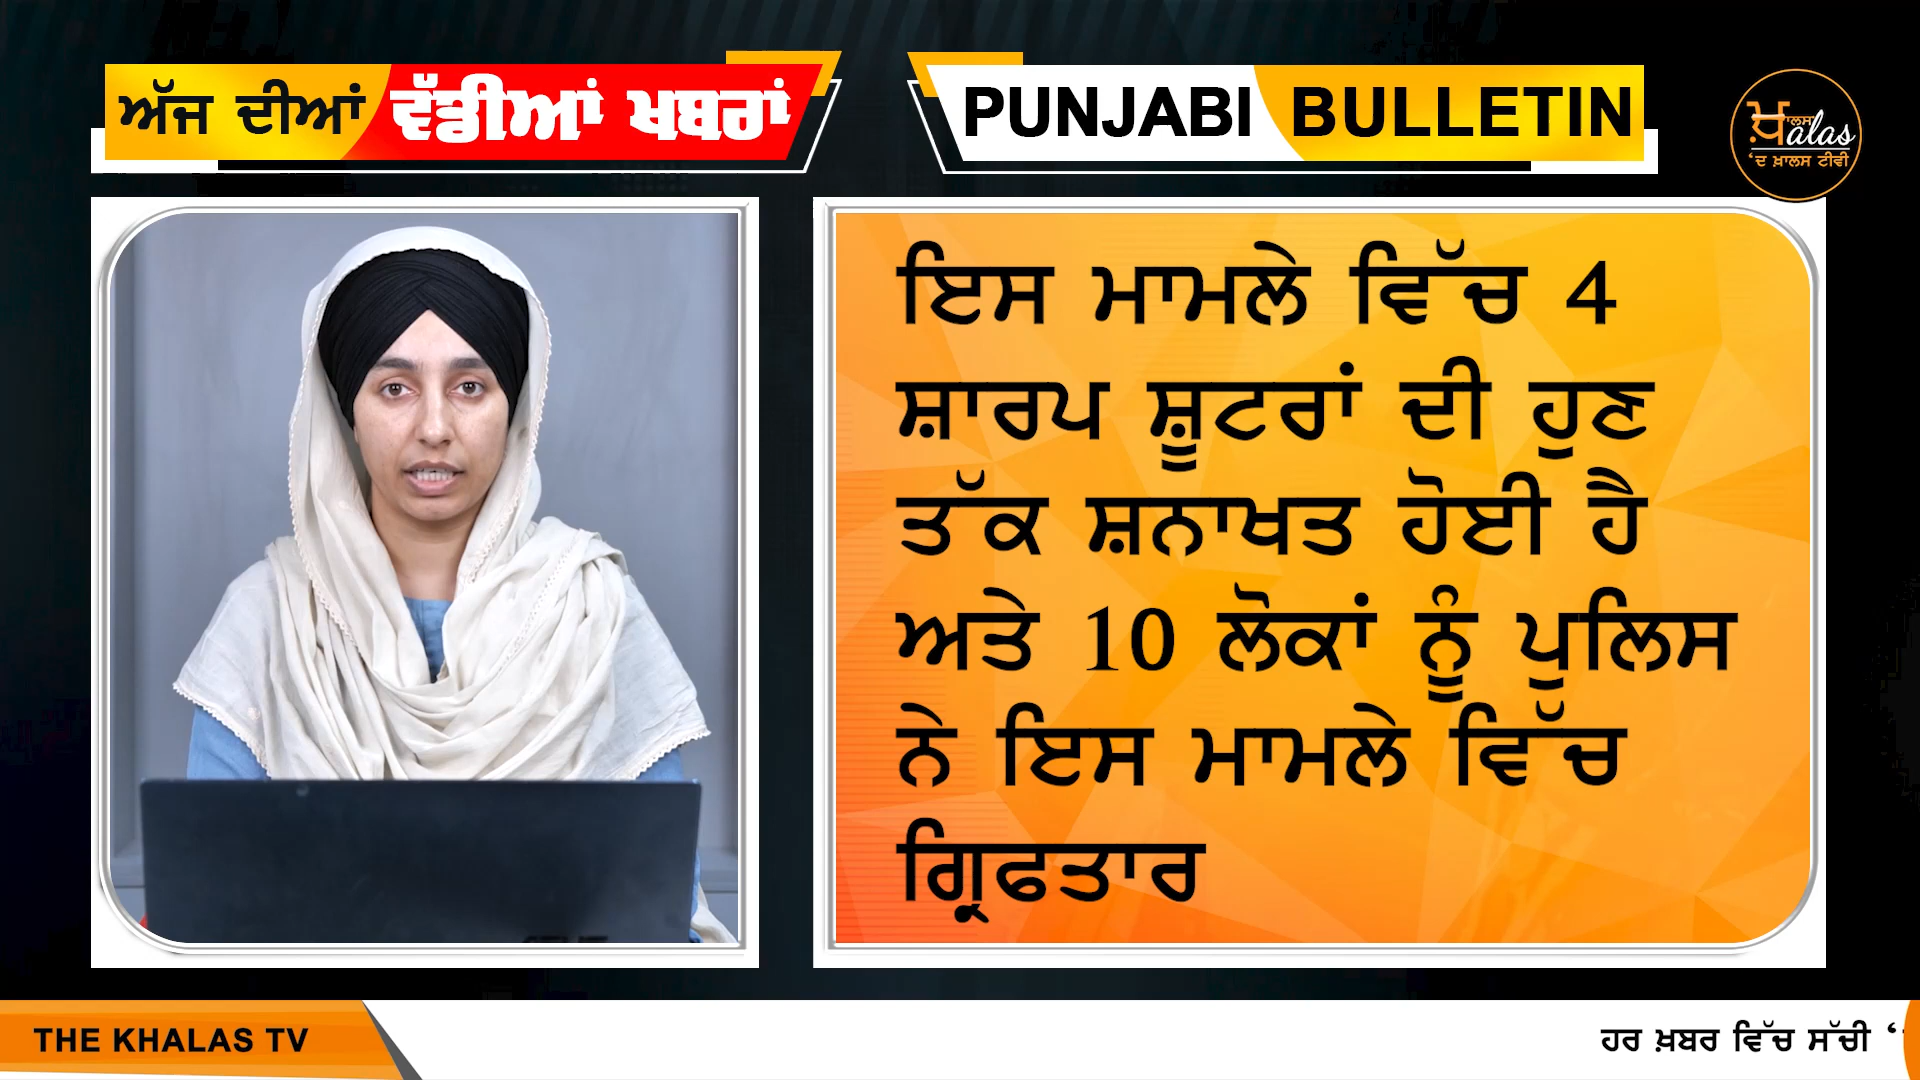 ਅੱਜ ਦੀਆਂ ਵੱਡੀਆਂ ਖਬਰਾਂ
PUNJABI BULLETIN
ਖ਼ਾਲਸ
alas
‘ਦ ਖ਼ਾਲਸ ਟੀਵੀ
ਇਸ ਮਾਮਲੇ ਵਿੱਚ 4
ਸ਼ਾਰਪ ਸ਼ੂਟਰਾਂ ਦੀ ਹੁਣ
ਤੱਕ ਸ਼ਨਾਖਤ ਹੋਈ ਹੈ
ਅਤੇ 10 ਲੋਕਾਂ ਨੂੰ ਪੁਲਿਸ
ਨੇ ਇਸ ਮਾਮਲੇ ਵਿੱਚ
ਗ੍ਰਿਫਤਾਰ
THE KHALAS TV
ਹਰ ਖ਼ਬਰ ਵਿੱਚ ਸੱਚੀ ‘